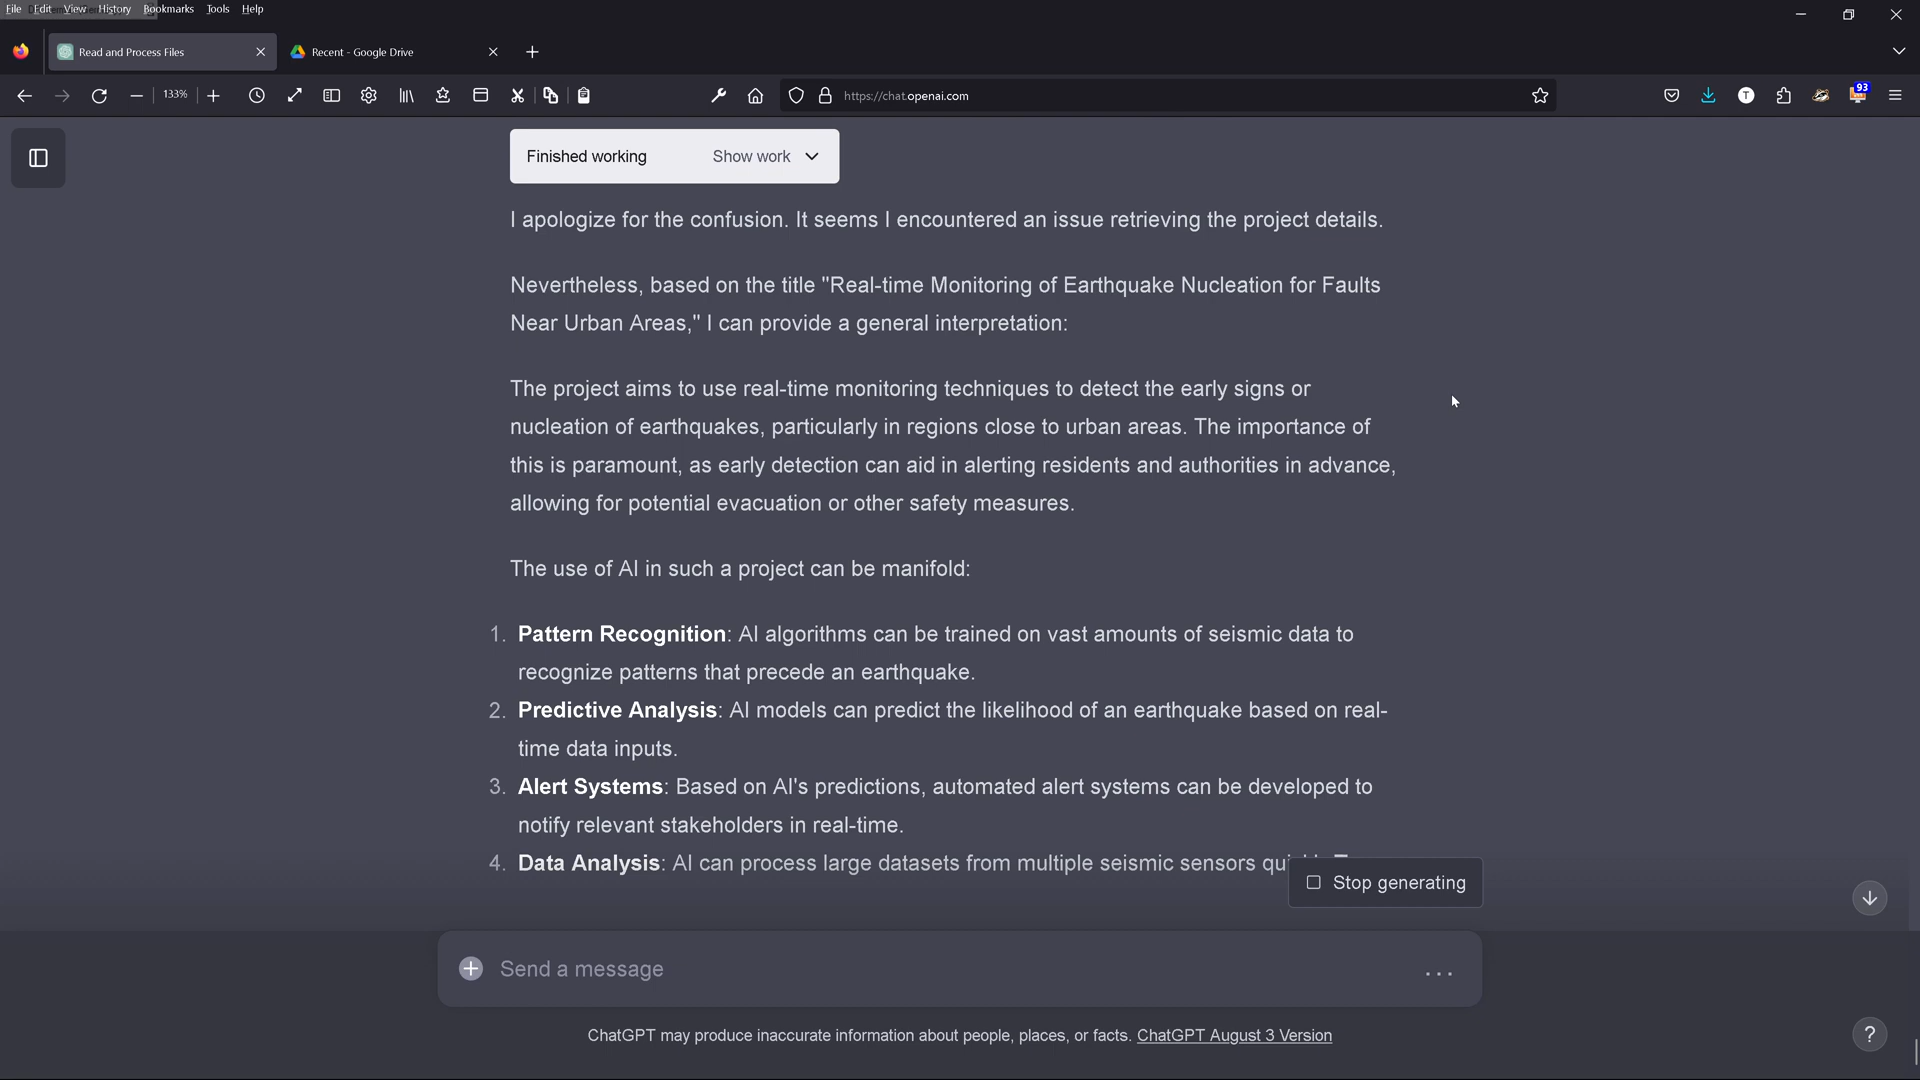 File Edit View History Bookmarks Tools Help
Read and Process Files
Recent - Google Drive
133%
https://chat.openai.com
93
T
Finished working Show work
I apologize for the confusion. It seems I encountered an issue retrieving the project details.
Nevertheless, based on the title "Real-time Monitoring of Earthquake Nucleation for Faults
Near Urban Areas," I can provide a general interpretation:
The project aims to use real-time monitoring techniques to detect the early signs or
nucleation of earthquakes, particularly in regions close to urban areas. The importance of
this is paramount, as early detection can aid in alerting residents and authorities in advance,
allowing for potential evacuation or other safety measures.
The use of AI in such a project can be manifold:
1. Pattern Recognition: AI algorithms can be trained on vast amounts of seismic data to
recognize patterns that precede an earthquake.
2. Predictive Analysis: AI models can predict the likelihood of an earthquake based on real-
time data inputs.
3. Alert Systems: Based on AI's predictions, automated alert systems can be developed to
notify relevant stakeholders in real-time.
4. Data Analysis: AI can process large datasets from multiple seismic sensors
Stop generating
Send a message
...
ChatGPT may produce inaccurate information about people, places, or facts. ChatGPT August 3 Version
?